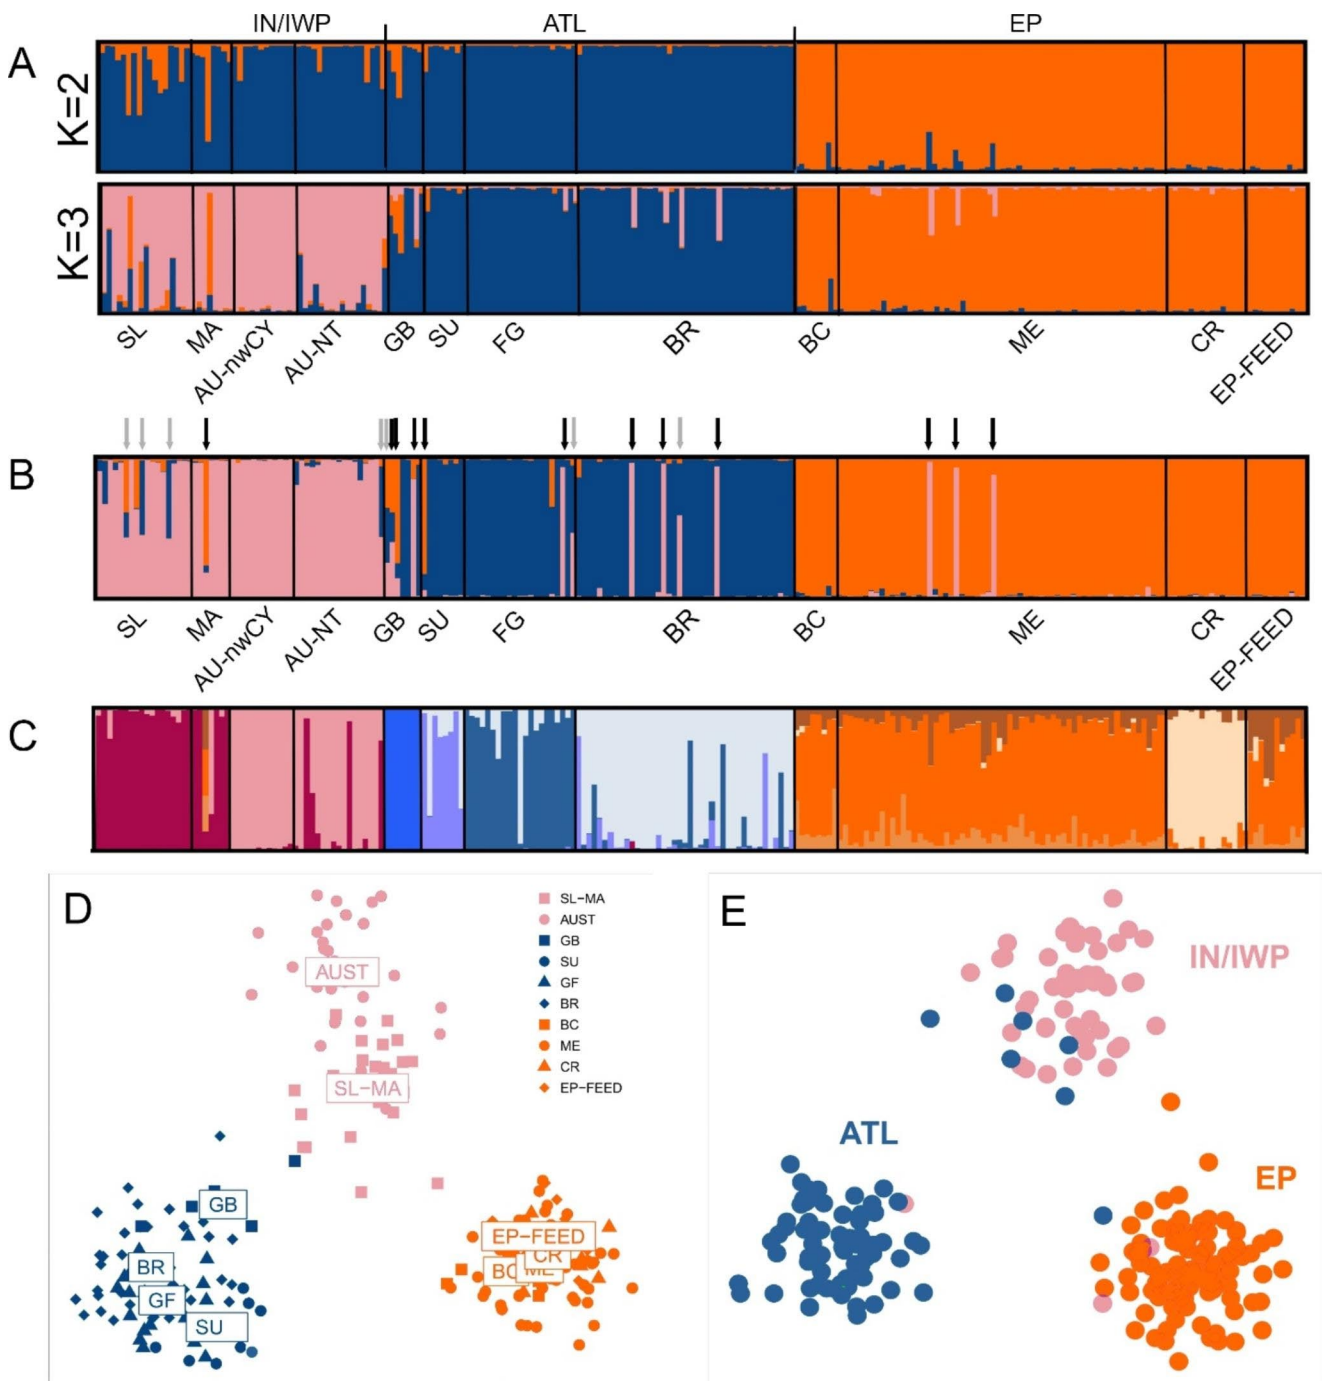 IN/IWP ATL EP
A
K=2
K=3
SL MA AU-nwCY AU-NT GB SU FG BR BC ME CR EP-FEED
B
SL MA AU-nwCY AU-NT GB SU FG BR BC ME CR EP-FEED
C
D
SL-MA
AUST
GB
SU
GF
BR
BC
ME
CR
EP-FEED
AUST
SL-MA
GB
BR
GF
SU
EP-FEED
CR
BC ME
E
IN/IWP
ATL
EP